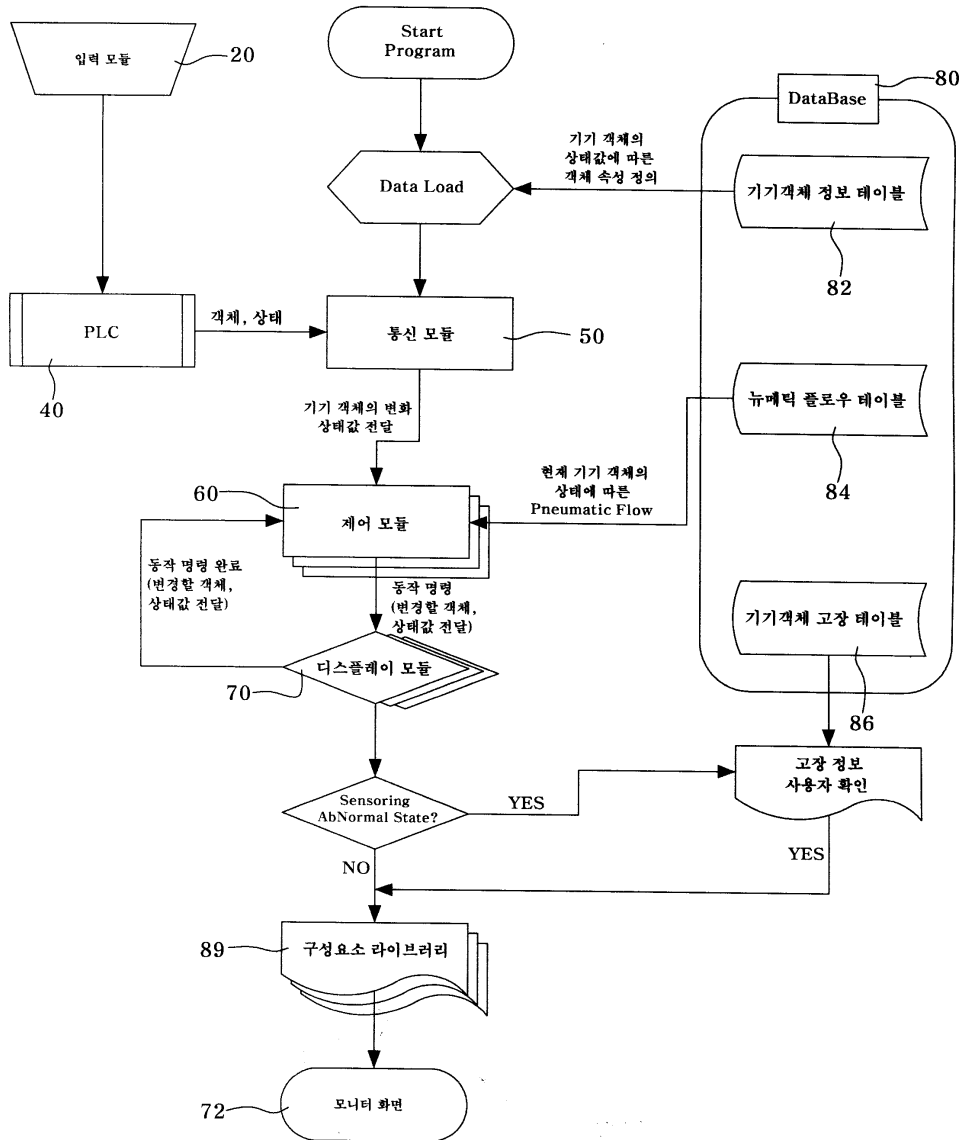 입력 모듈
20
Start
Program
80
DataBase
기기 객체의
상태값에 따른
객체 속성 정의
Data Load
기기객체 정보 테이블
82
PLC
40
객체, 상태
통신 모듈
50
기기 객체의 변화
상태값 전달
뉴메틱 플로우 테이블
84
현재 기기 객체의
상태에 따른
Pneumatic Flow
60
제어 모듈
동작 명령 완료
(변경할 객체,
상태값 전달)
동작 명령
(변경할 객체,
상태값 전달)
기기객체 고장 테이블
86
디스플레이 모듈
70
고장 정보
사용자 확인
Sensoring
AbNormal State?
YES
NO
YES
89
구성요소 라이브러리
72
모니터 화면